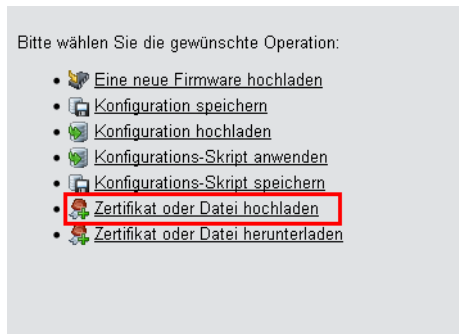 Bitte wählen Sie die gewünschte Operation:
Eine neue Firmware hochladen
Konfiguration speichern
Konfiguration hochladen
Konfigurations-Skript anwenden
Konfigurations-Skript speichern
Zertifikat oder Datei hochladen
Zertifikat oder Datei herunterladen